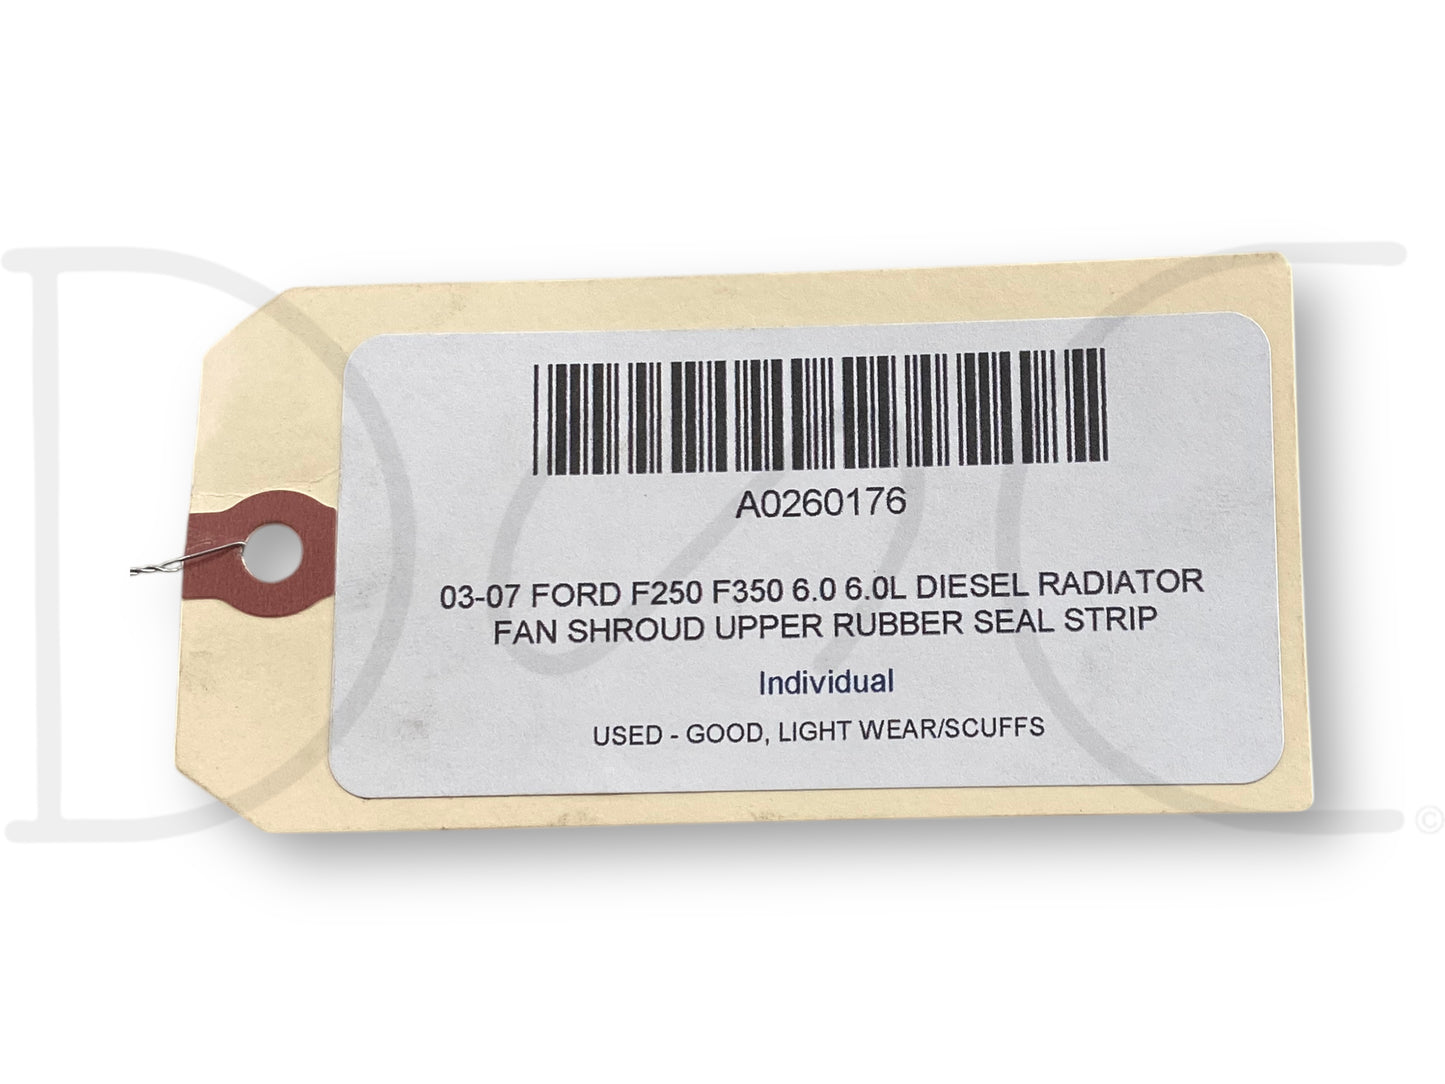 A0260176
03-07 FORD F250 F350 6.0 6.0L DIESEL RADIATOR
FAN SHROUD UPPER RUBBER SEAL STRIP
Individual
USED - GOOD, LIGHT WEAR/SCUFFS
©